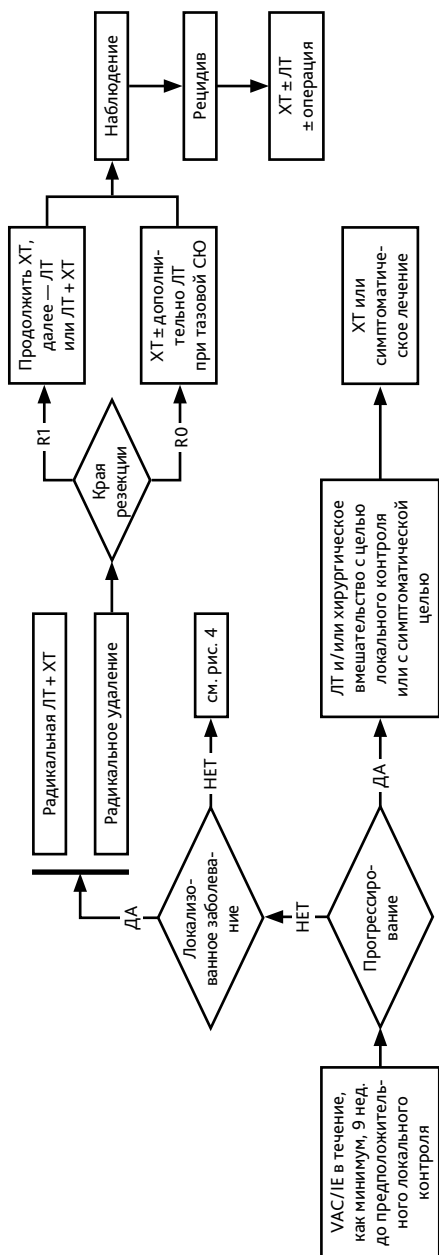 VAC/IE в течение,
как минимум, 9 нед.
до предположитель-
ного локального
контроля
Прогрессиро-
вание
НЕТ
ДА
Локализо-
ванное заболева-
ние
ДА
НЕТ
см. рис. 4
Радикальная ЛТ + ХТ
Радикальное удаление
Края
резекции
R1
R0
Продолжить ХТ,
далее — ЛТ
или ЛТ + ХТ
ХТ ± дополни-
тельно ЛТ
при тазовой СЮ
Наблюдение
Рецидив
ХТ ± ЛТ
± операция
ЛТ и/или хирургическое
вмешательство с целью
локального контроля
или с симптоматической
целью
ХТ или
симптоматиче-
ское лечение